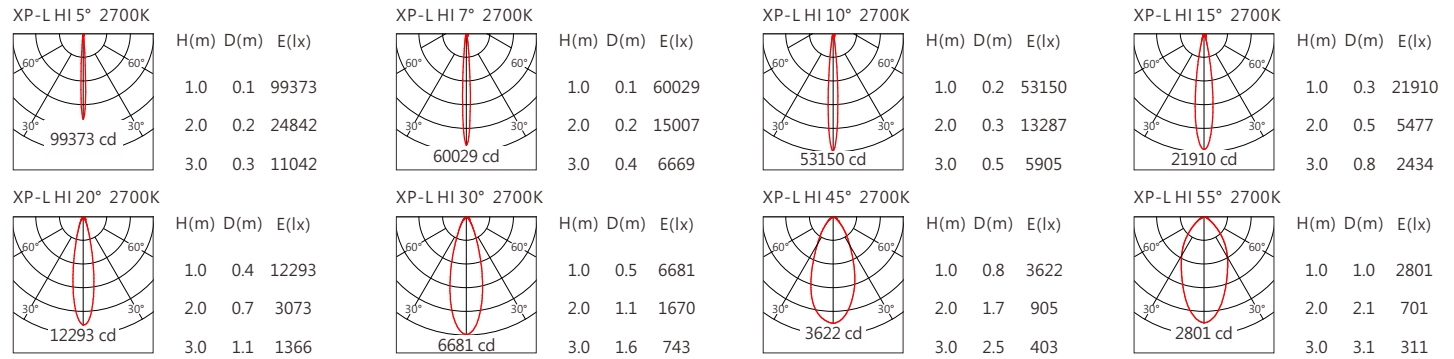 XP-L HI 5° 2700K
H(m) D(m) E(lx)
60° 60°
1.0 0.1 99373
2.0 0.2 24842
30° 30°
99373 cd
3.0 0.3 11042
XP-L HI 7° 2700K
H(m) D(m) E(lx)
60° 60°
1.0 0.1 60029
2.0 0.2 15007
30° 30°
60029 cd
3.0 0.4 6669
XP-L HI 10° 2700K
H(m) D(m) E(lx)
60° 60°
1.0 0.2 53150
2.0 0.3 13287
30° 30°
53150 cd
3.0 0.5 5905
XP-L HI 15° 2700K
H(m) D(m) E(lx)
60° 60°
1.0 0.3 21910
2.0 0.5 5477
30° 30°
21910 cd
3.0 0.8 2434
XP-L HI 20° 2700K
H(m) D(m) E(lx)
60° 60°
1.0 0.4 12293
2.0 0.7 3073
30° 30°
12293 cd
3.0 1.1 1366
XP-L HI 30° 2700K
H(m) D(m) E(lx)
60° 60°
1.0 0.5 6681
2.0 1.1 1670
30° 30°
6681 cd
3.0 1.6 743
XP-L HI 45° 2700K
H(m) D(m) E(lx)
60° 60°
1.0 0.8 3622
2.0 1.7 905
30° 30°
3622 cd
3.0 2.5 403
XP-L HI 55° 2700K
H(m) D(m) E(lx)
60° 60°
1.0 1.0 2801
2.0 2.1 701
30° 30°
2801 cd
3.0 3.1 311